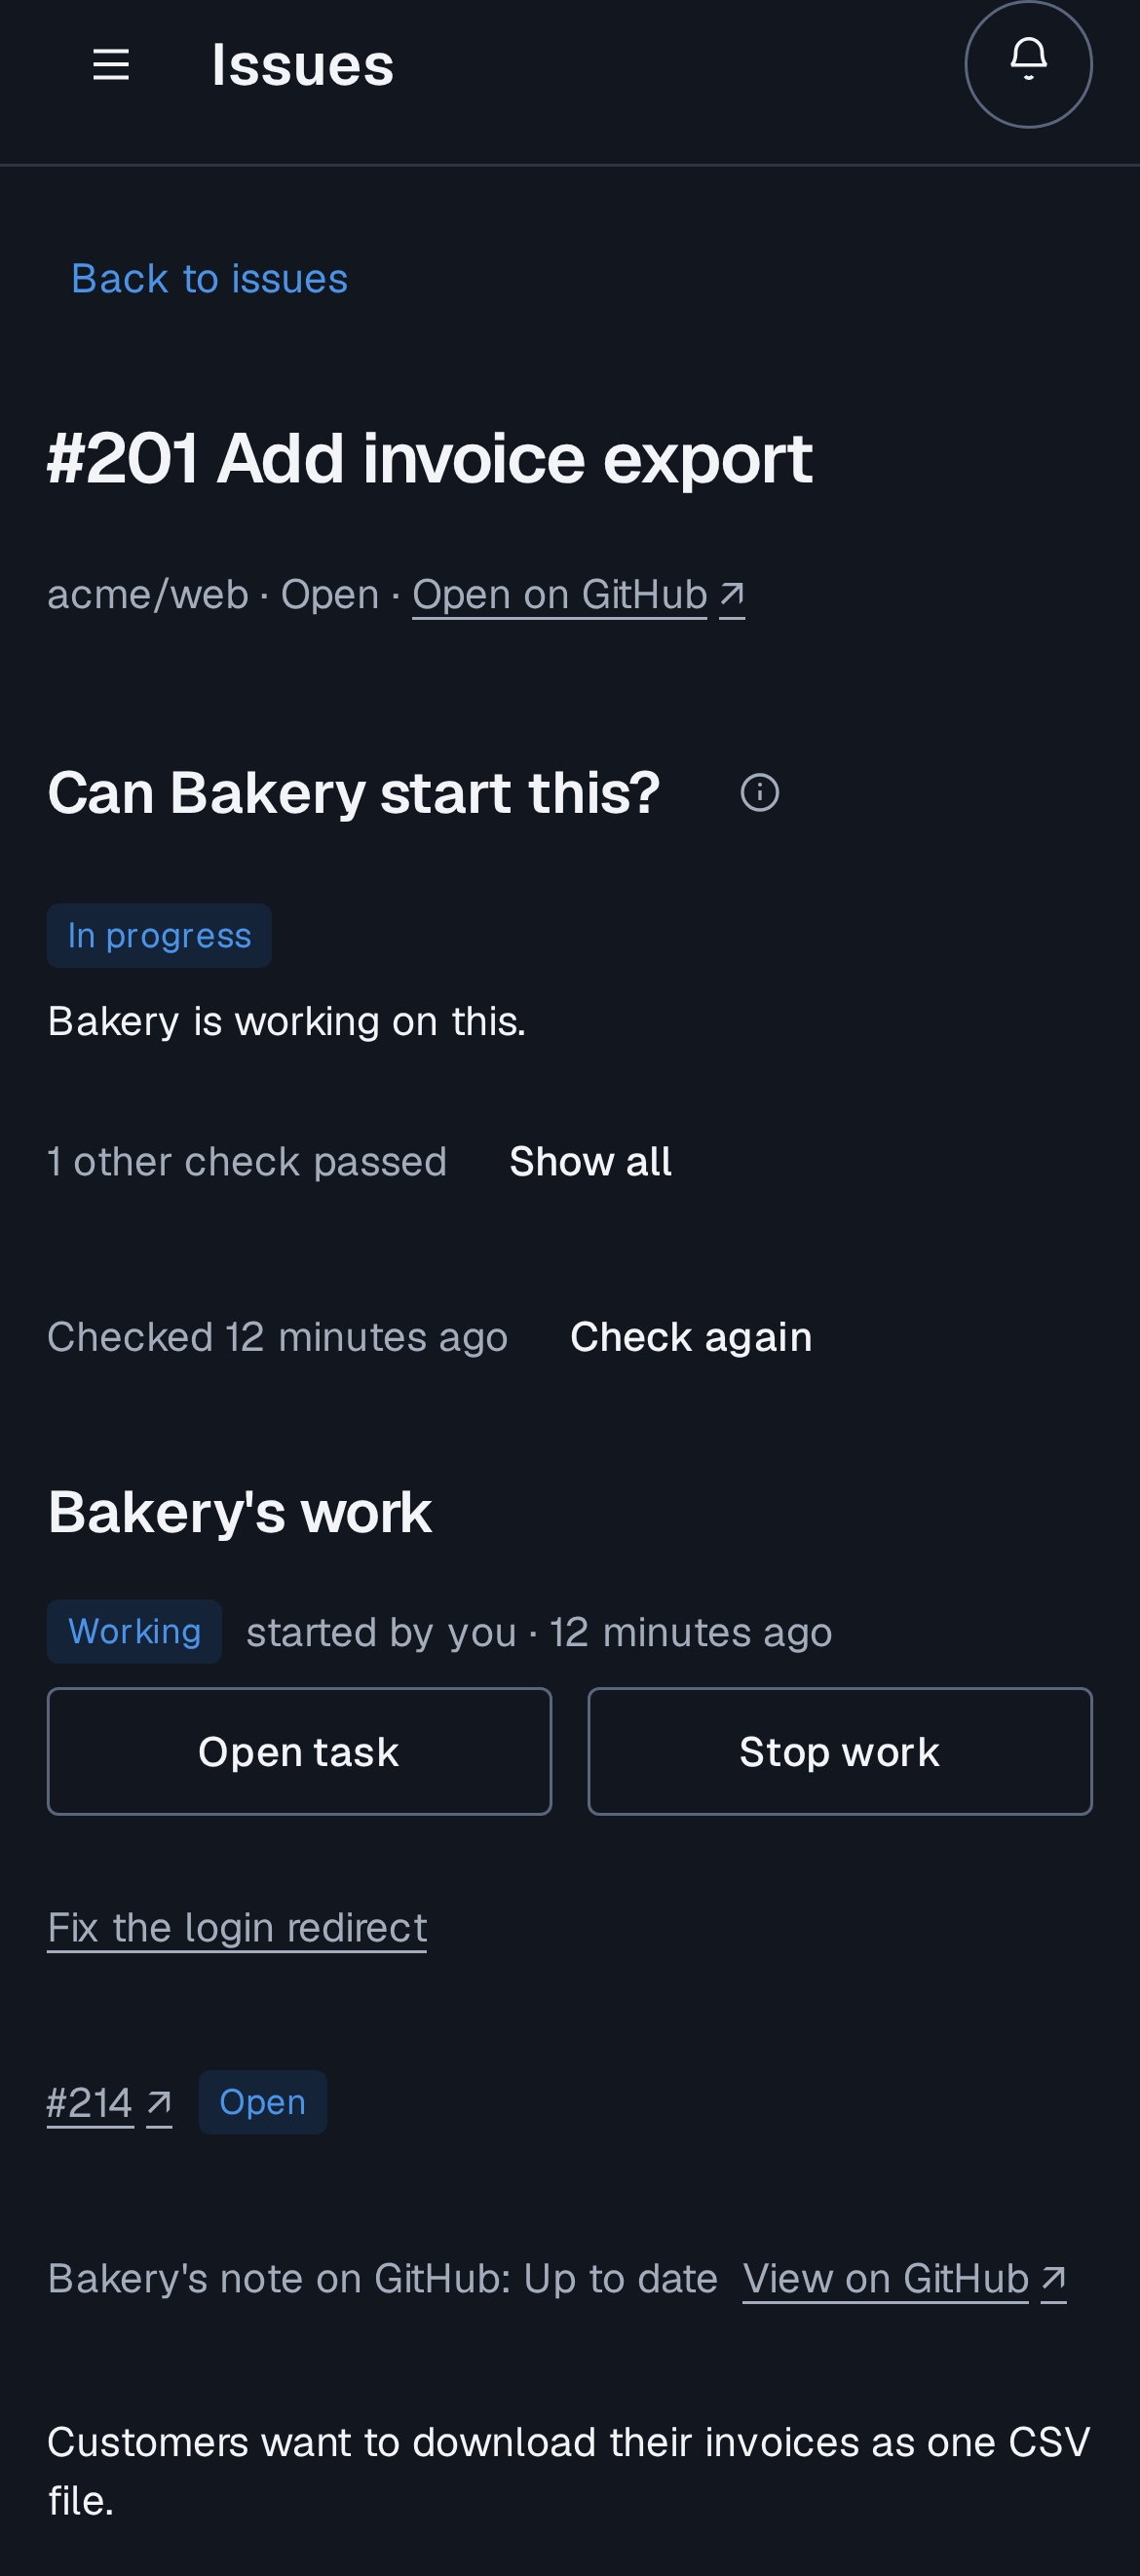 Issues
Back to issues
#201 Add invoice export
acme/web · Open · Open on GitHub ↗
Can Bakery start this?
In progress
Bakery is working on this.
1 other check passed Show all
Checked 12 minutes ago Check again
Bakery's work
Working started by you · 12 minutes ago
Open task Stop work
Fix the login redirect
#214 ↗ Open
Bakery's note on GitHub: Up to date View on GitHub ↗
Customers want to download their invoices as one CSV
file.